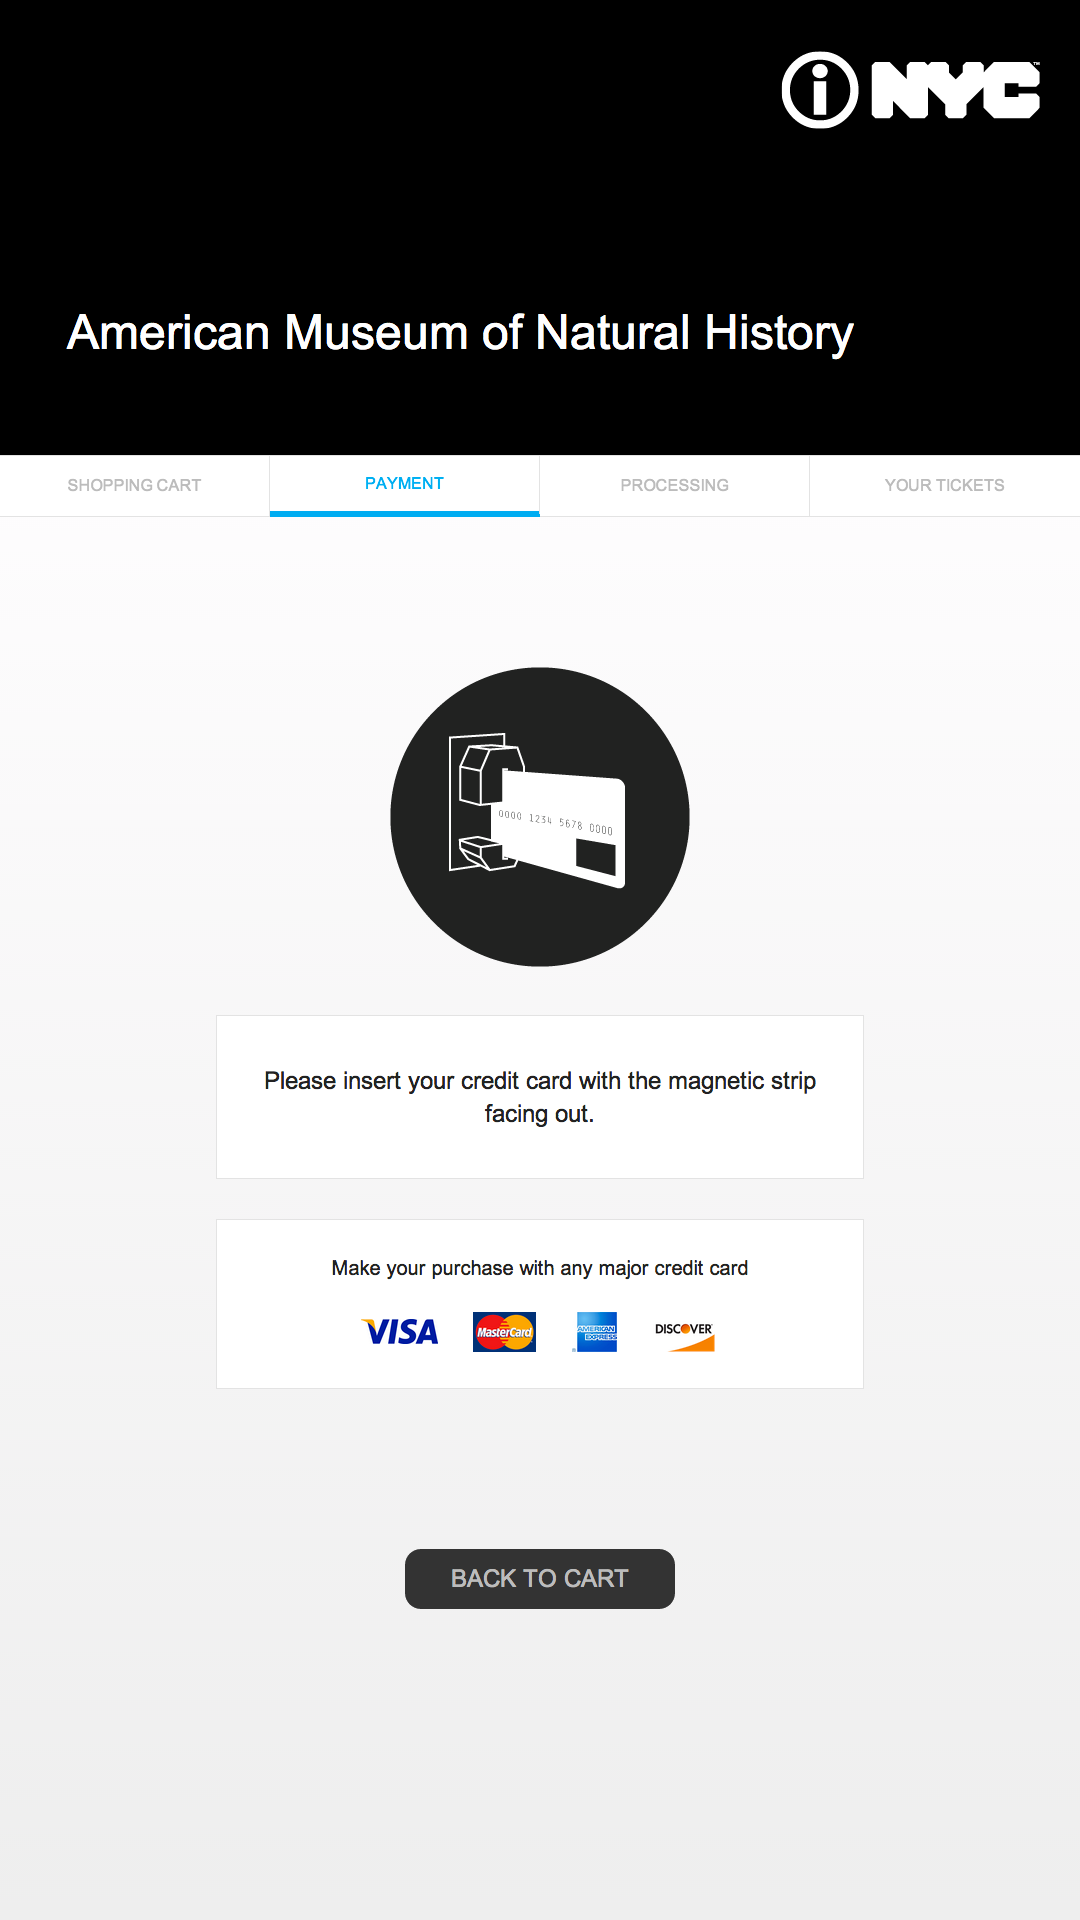 i NYC™
American Museum of Natural History
SHOPPING CART PAYMENT PROCESSING YOUR TICKETS
0000 1234 5678 0000
Please insert your credit card with the magnetic strip
facing out.
Make your purchase with any major credit card
VISA MasterCard AMERICAN EXPRESS DISCOVER
BACK TO CART